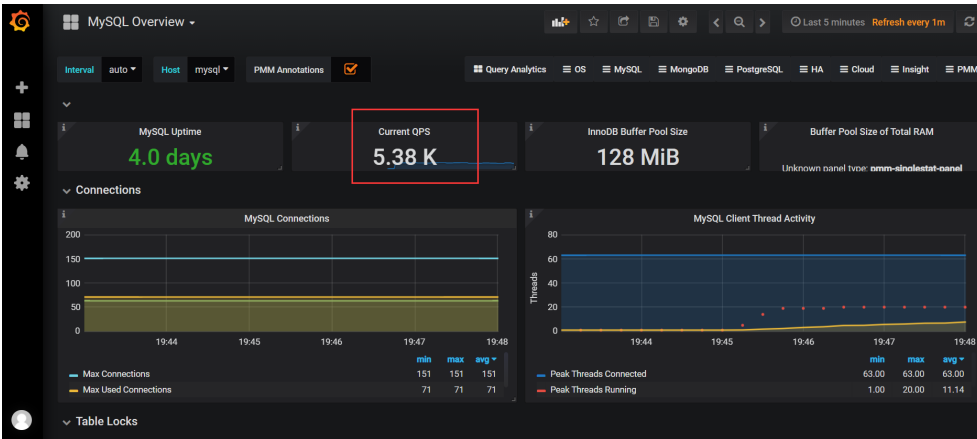 MySQL Overview
Last 5 minutes Refresh every 1m
Interval auto Host mysql PMM Annotations Query Analytics OS MySQL MongoDB PostgreSQL HA Cloud Insight PMM
MySQL Uptime
4.0 days
Current QPS
5.38 K
InnoDB Buffer Pool Size
128 MiB
Buffer Pool Size of Total RAM
Unknown panel type: pmm-singlestat-panel
Connections
MySQL Connections
200
150
100
50
0
19:44 19:45 19:46 19:47 19:48
min max avg
Max Connections 151 151 151
Max Used Connections 71 71 71
MySQL Client Thread Activity
Threads
80
60
40
20
0
19:44 19:45 19:46 19:47 19:48
min max avg
Peak Threads Connected 63.00 63.00 63.00
Peak Threads Running 1.00 20.00 11.14
Table Locks